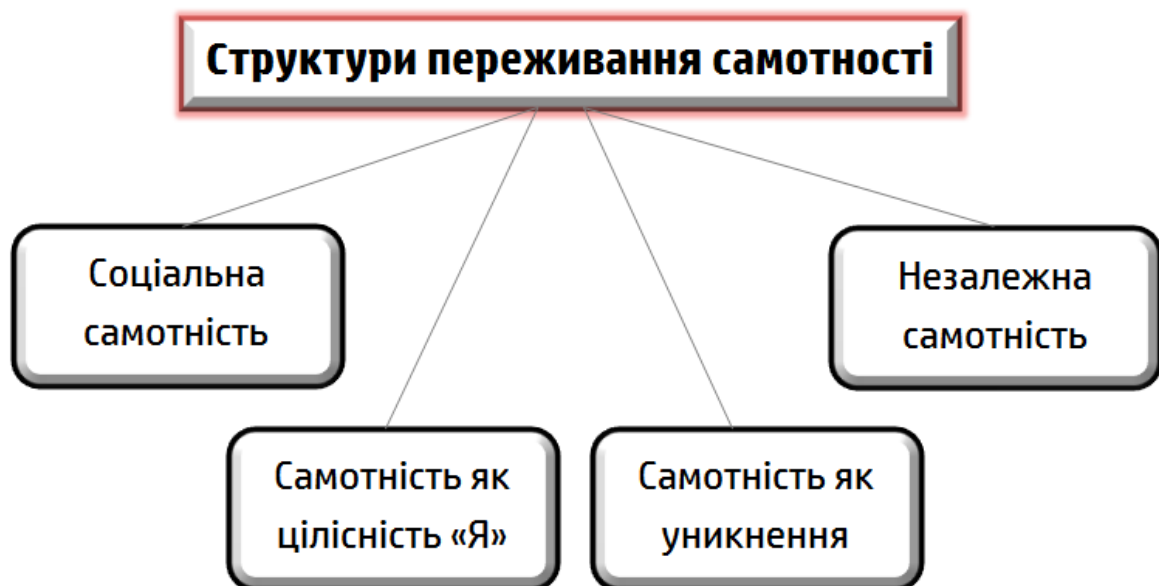 Структури переживання самотності
Соціальна
самотність
Незалежна
самотність
Самотність як
цілісність «Я»
Самотність як
уникнення